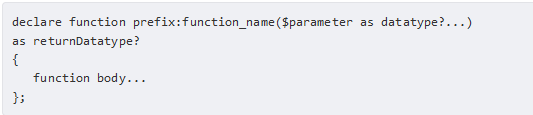 declare function prefix:function_name($parameter as datatype?...)
as returnDatatype?
{
   function body...
};